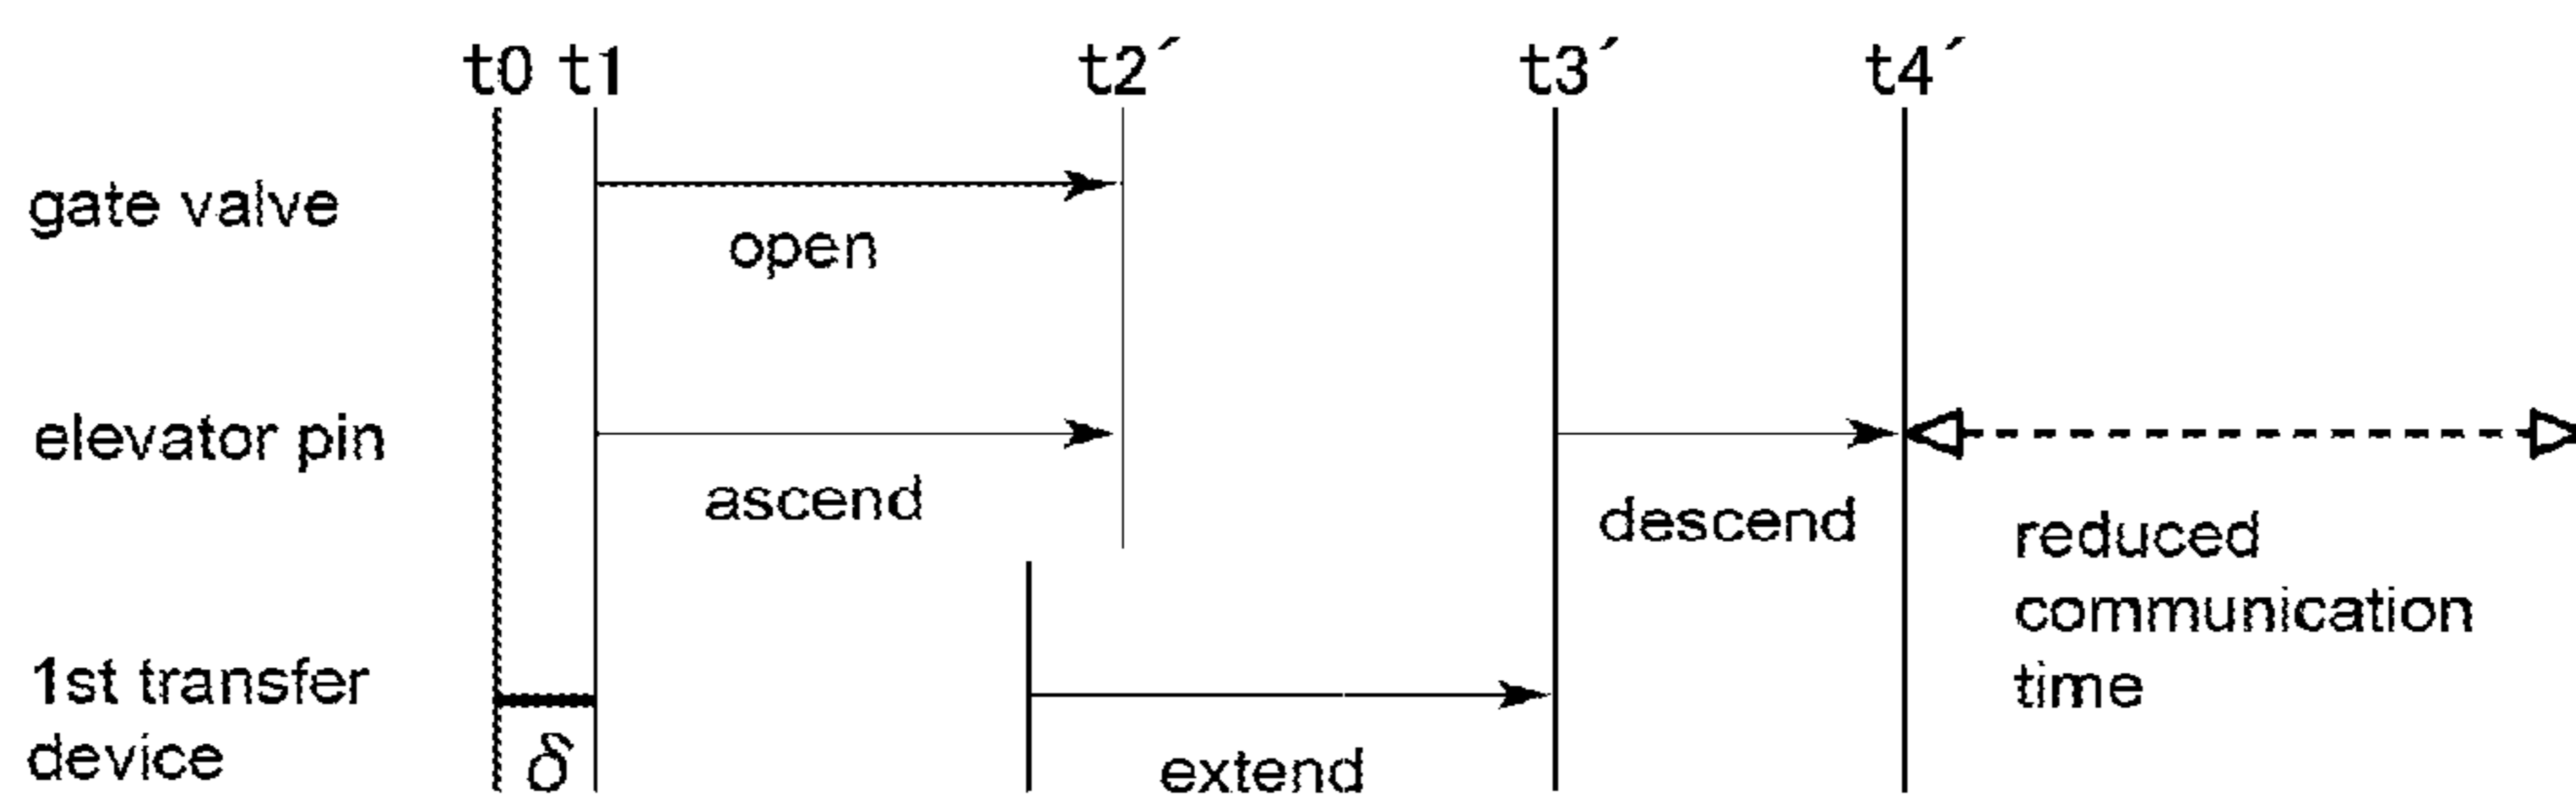 t0 t1 t2´ t3´ t4´
gate valve
open
elevator pin
ascend
descend
reduced
communication
time
1st transfer
device
δ
extend